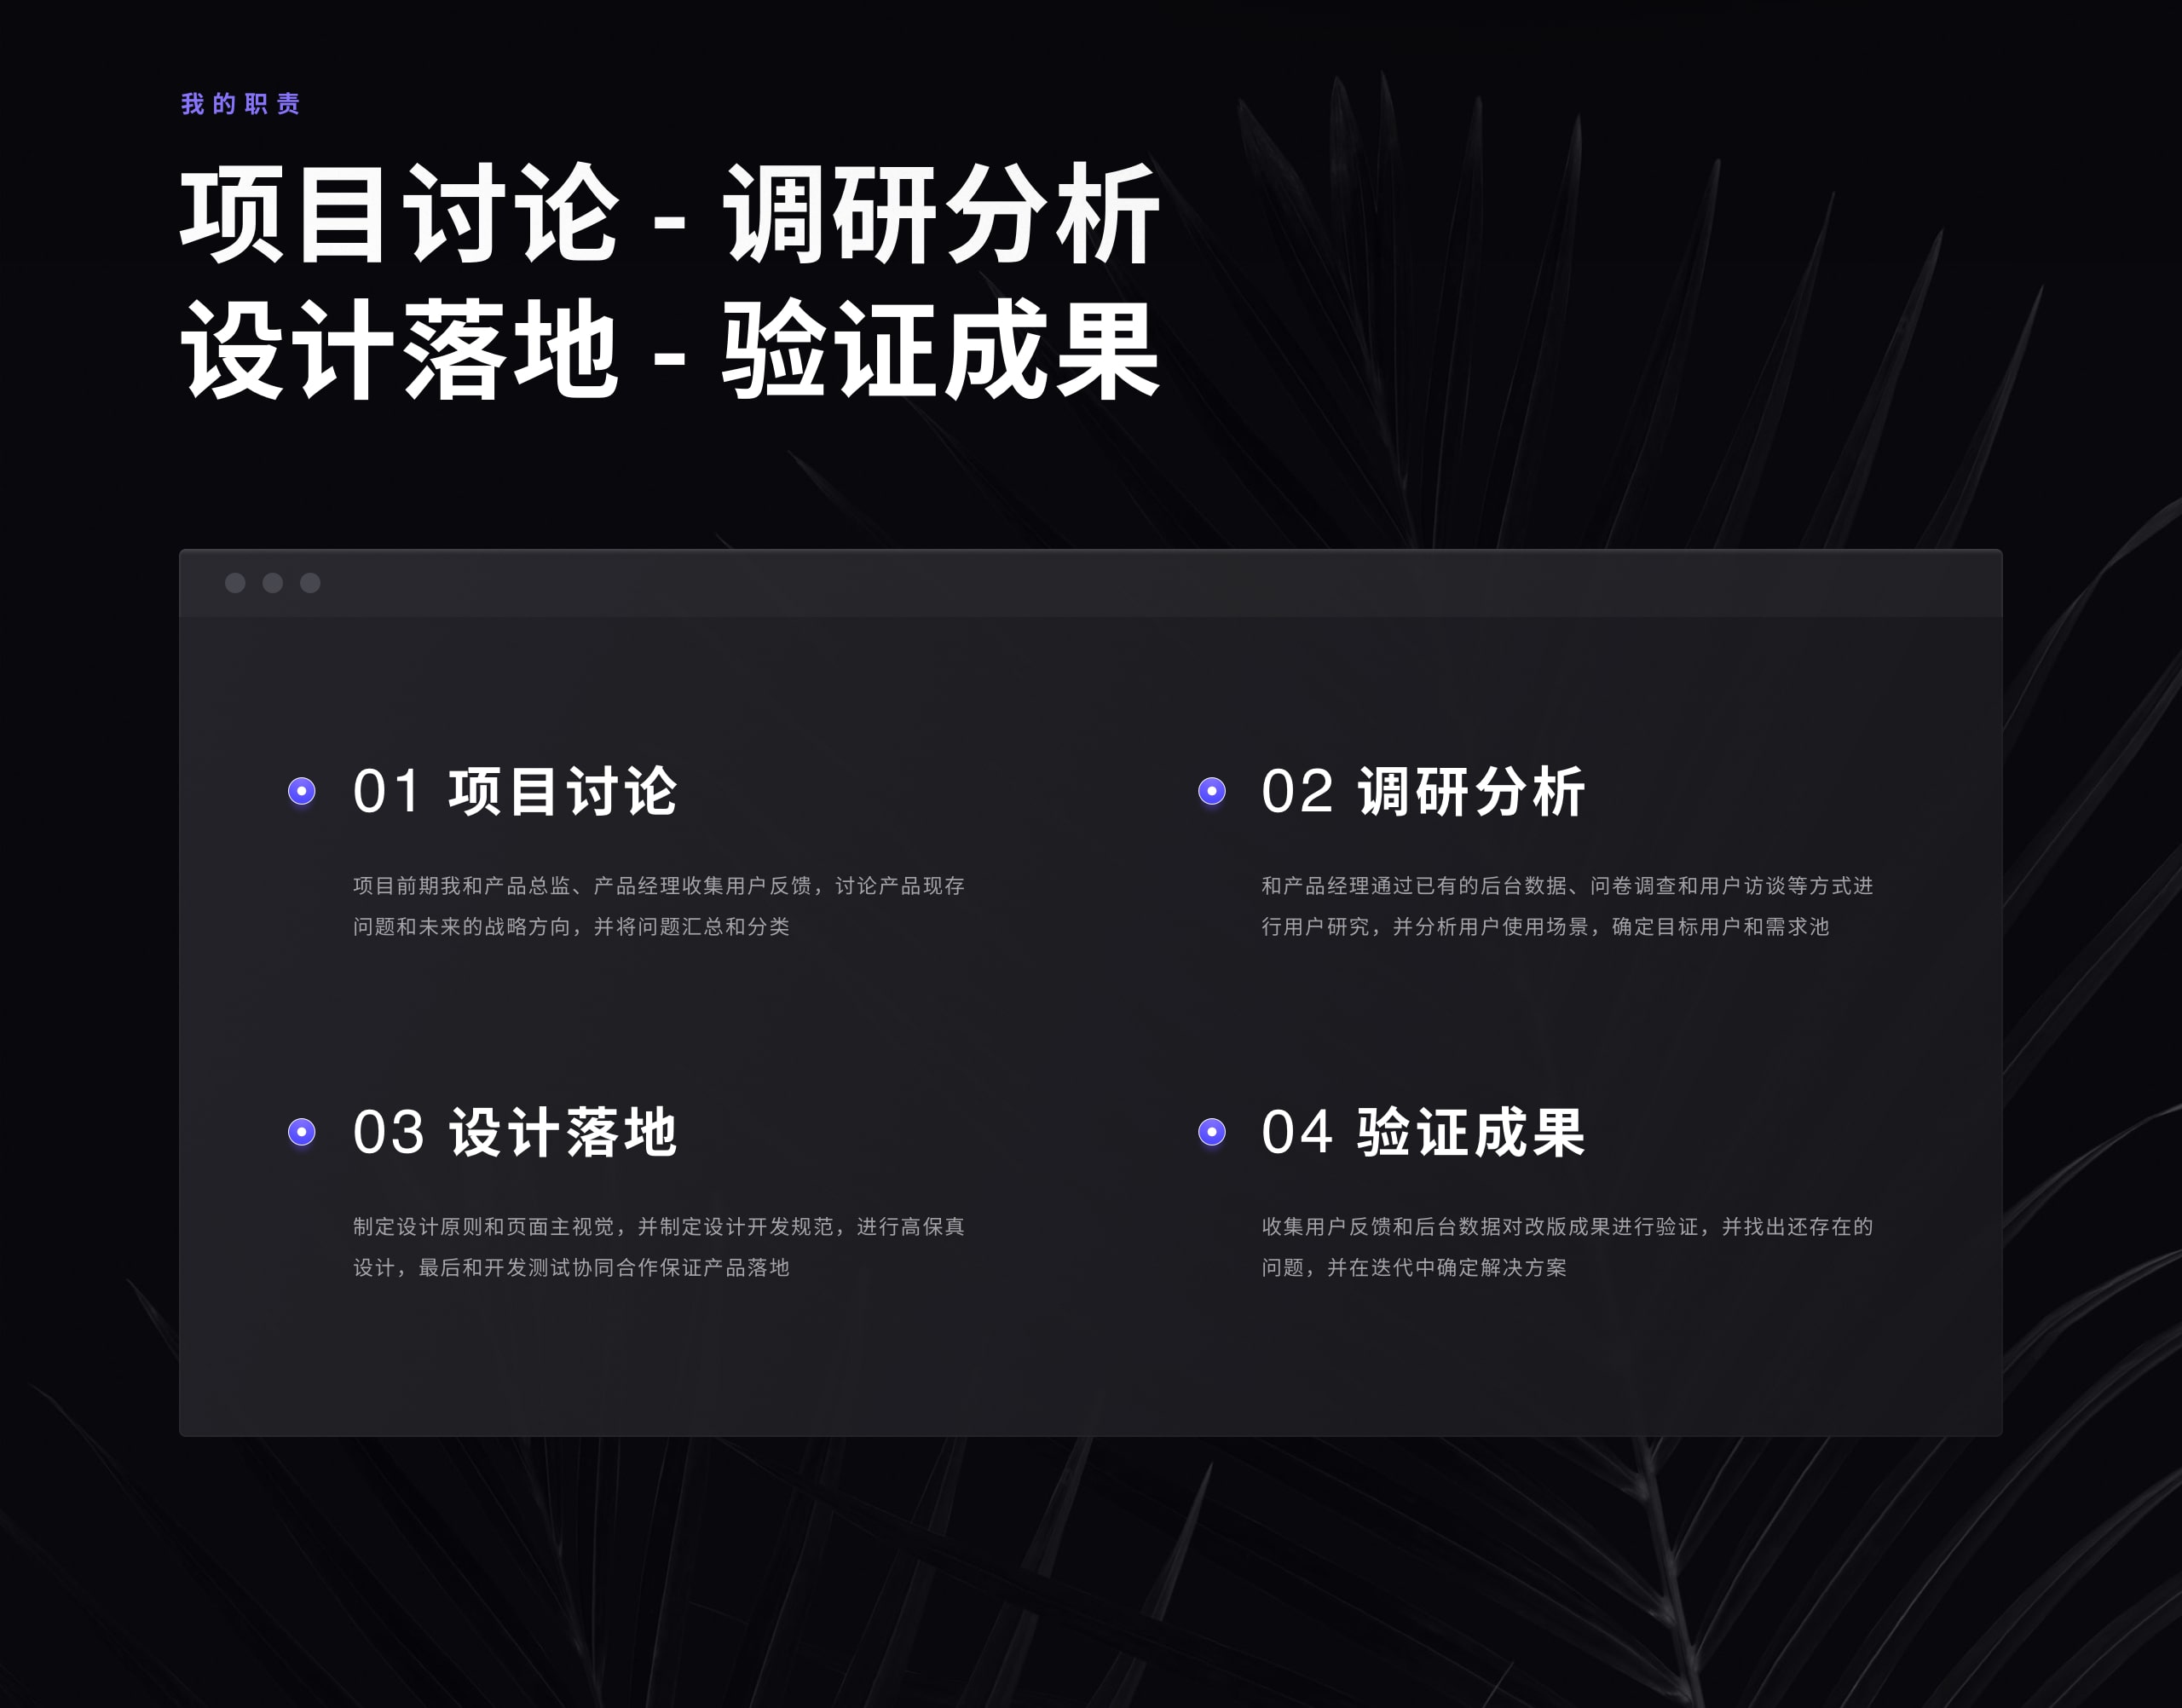 我的职责
项目讨论 - 调研分析
设计落地 - 验证成果
01 项目讨论
项目前期我和产品总监、产品经理收集用户反馈，讨论产品现存
问题和未来的战略方向，并将问题汇总和分类
02 调研分析
和产品经理通过已有的后台数据、问卷调查和用户访谈等方式进
行用户研究，并分析用户使用场景，确定目标用户和需求池
03 设计落地
制定设计原则和页面主视觉，并制定设计开发规范，进行高保真
设计，最后和开发测试协同合作保证产品落地
04 验证成果
收集用户反馈和后台数据对改版成果进行验证，并找出还存在的
问题，并在迭代中确定解决方案